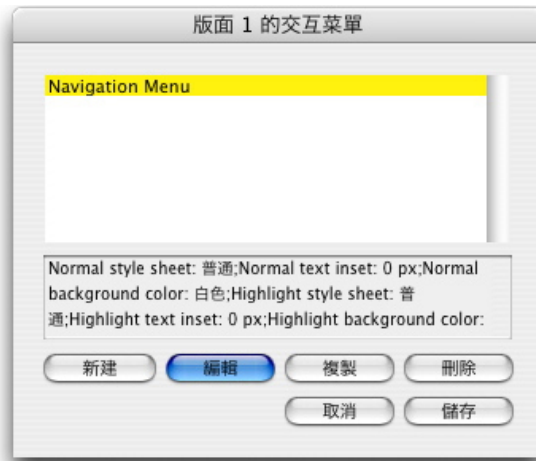 版面 1 的交互菜單
Navigation Menu
Normal style sheet: 普通;Normal text inset: 0 px;Normal
background color: 白色;Highlight style sheet: 普
通;Highlight text inset: 0 px;Highlight background color:
新建 編輯 複製 刪除
取消 儲存